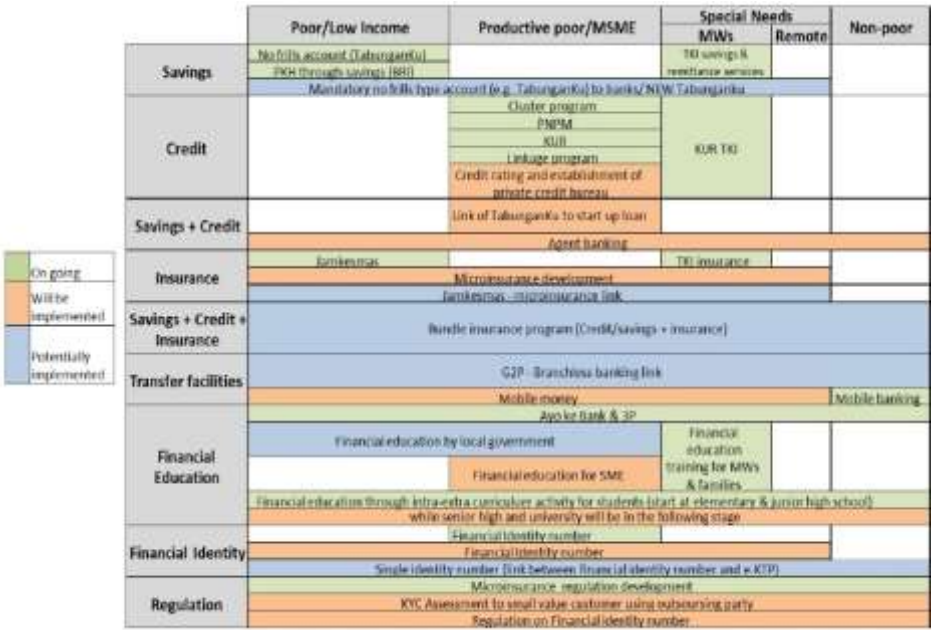 Special Needs
Poor/Low Income
Productive poor/MSME
MWs
Remote
Non-poor
Savings
No frills account (TabunganKu)
PKH through savings (BRI)
TKI savings &
remittance services
Mandatory no frills type account (e.g. TabunganKu) to banks/ NEW Tabunganku
Credit
Cluster program
PNPM
KUR
Linkage program
Credit rating and establishment of
private credit bureau
KUR TKI
Savings + Credit
Link of TabunganKu to start up loan
Agent banking
On going
Will be
implemented
Potentially
implemented
Insurance
Jamkesmas
TKI insurance
Microinsurance development
Jamkesmas - microinsurance link
Savings + Credit +
Insurance
Bundle insurance program (Credit/savings + insurance)
Transfer facilities
G2P - Branchless banking link
Mobile money
Mobile banking
Financial
Education
Ayo ke Bank & 3P
Financial education by local government
Financial education for SME
Financial
education
training for MWs
& families
Financial education through intra-extra curriculer activity for students (start at elementary & junior high school)
while senior high and university will be in the following stage
Financial Identity
Financial Identity number
Financial Identity number
Single identity number (link between financial identity number and e-KTP)
Regulation
Microinsurance regulation development
KYC Assessment to small value customer using outsoursing party
Regulation on Financial identity number